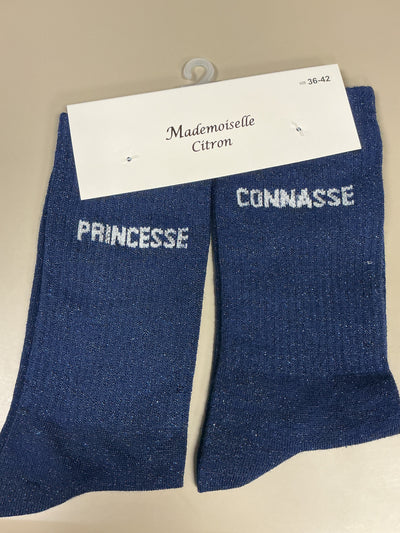 36-42
Mademoiselle
Citron
PRINCESSE
CONNASSE